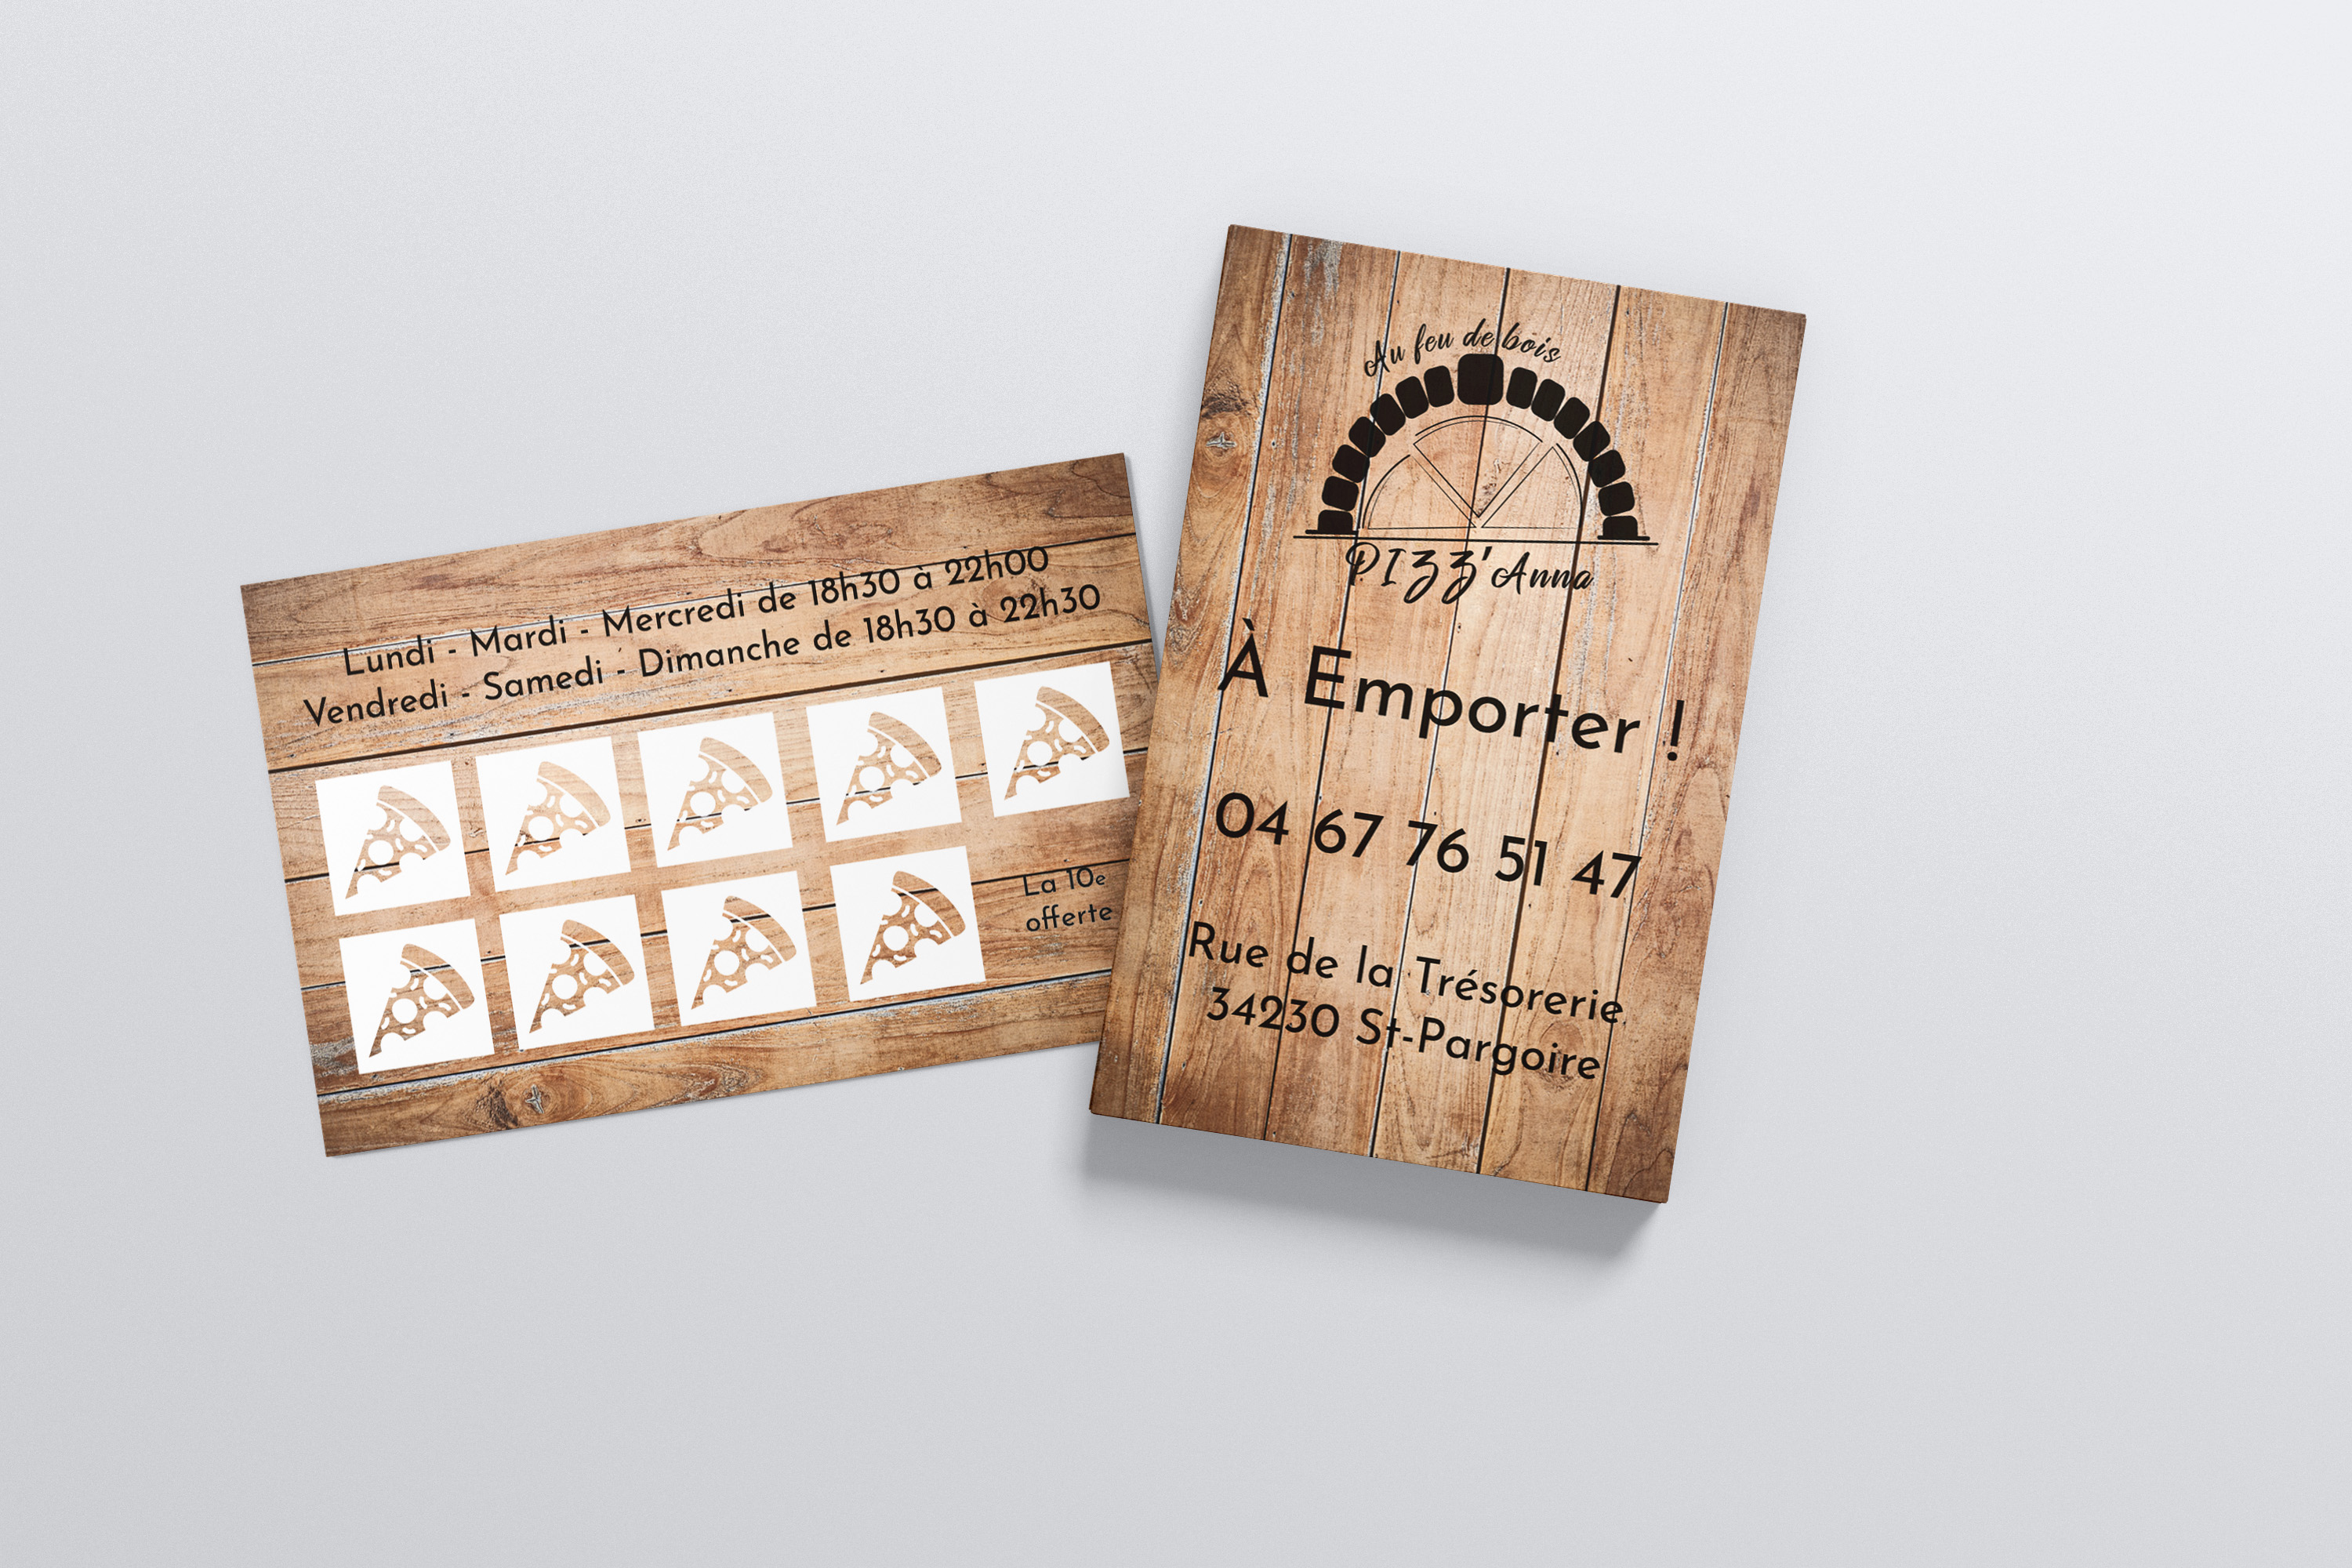 Lundi - Mardi - Mercredi de 18h30 à 22h00
Vendredi - Samedi - Dimanche de 18h30 à 22h30
La 10e
offerte
Au feu de bois
PIZZ'Anna
À Emporter !
04 67 76 51 47
Rue de la Trésorerie
34230 St-Pargoire